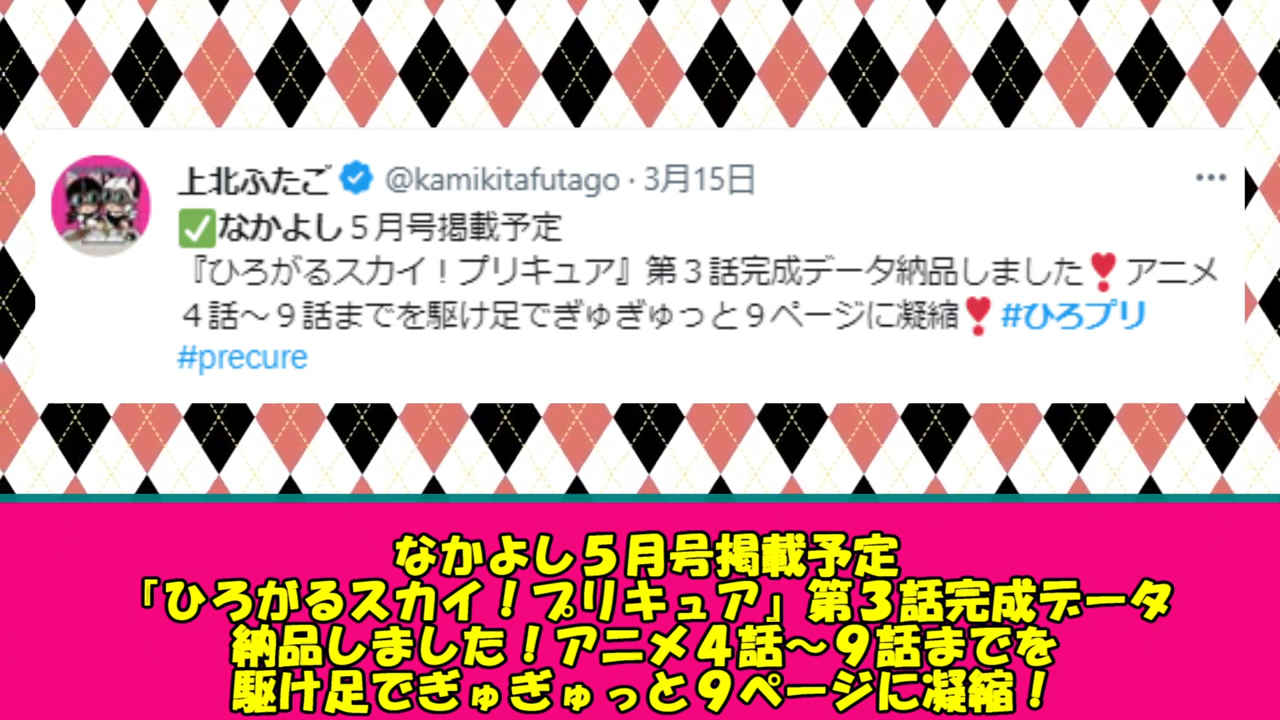 上北ふたご @kamikitafutago · 3月15日
✅なかよし５月号掲載予定
『ひろがるスカイ！プリキュア』第３話完成データ納品しました❣アニメ
４話～９話までを駆け足でぎゅぎゅっと９ページに凝縮❣#ひろプリ
#precure
なかよし５月号掲載予定
「ひろがるスカイ！プリキュア」第３話完成データ
納品しました！アニメ４話～９話までを
駆け足でぎゅぎゅっと９ページに凝縮！